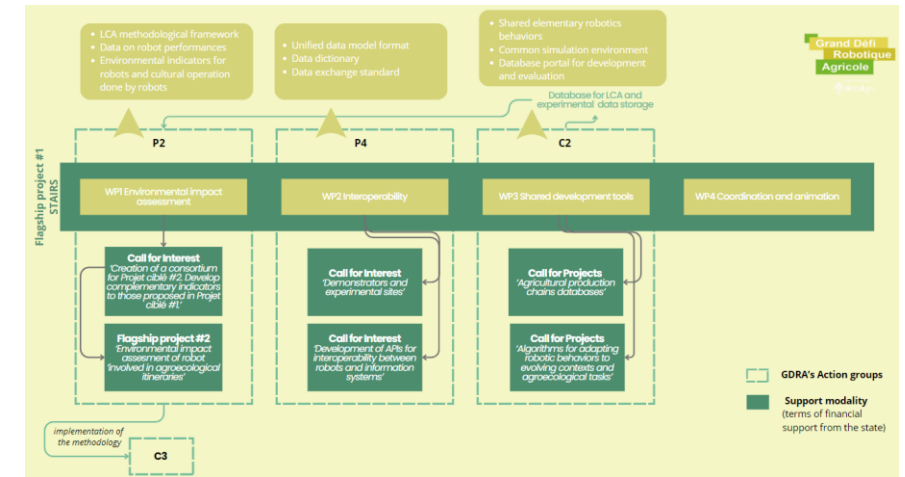 • LCA methodological framework
• Data on robot performances
• Environmental indicators for
robots and cultural operation
done by robots
• Unified data model format
• Data dictionary
• Data exchange standard
• Shared elementary robotics
behaviors
• Common simulation environment
• Database portal for development
and evaluation
Grand Défi
Robotique
Agricole
Database for LCA and
experimental data storage
P2
P4
C2
Flagship project #1
STAIRS
WP1 Environmental impact
assessment
WP2 Interoperability
WP3 Shared development tools
WP4 Coordination and animation
Call for Interest
'Creation of a consortium
for Projet ciblé #2. Develop
complementary indicators
to those proposed in Projet
ciblé #1.'
Call for Interest
'Demonstrators and
experimental sites'
Call for Projects
'Agricultural production
chains databases'
Flagship project #2
'Environmental impact
assesment of robot
'involved in agroecological
itineraries'
Call for Interest
'Development of APIs for
interoperability between
robots and information
systems'
Call for Projects
'Algorithms for adapting
robotic behaviors to
evolving contexts and
agroecological tasks'
GDRA's Action groups
Support modality
(terms of financial
support from the state)
implementation of
the methodology
C3